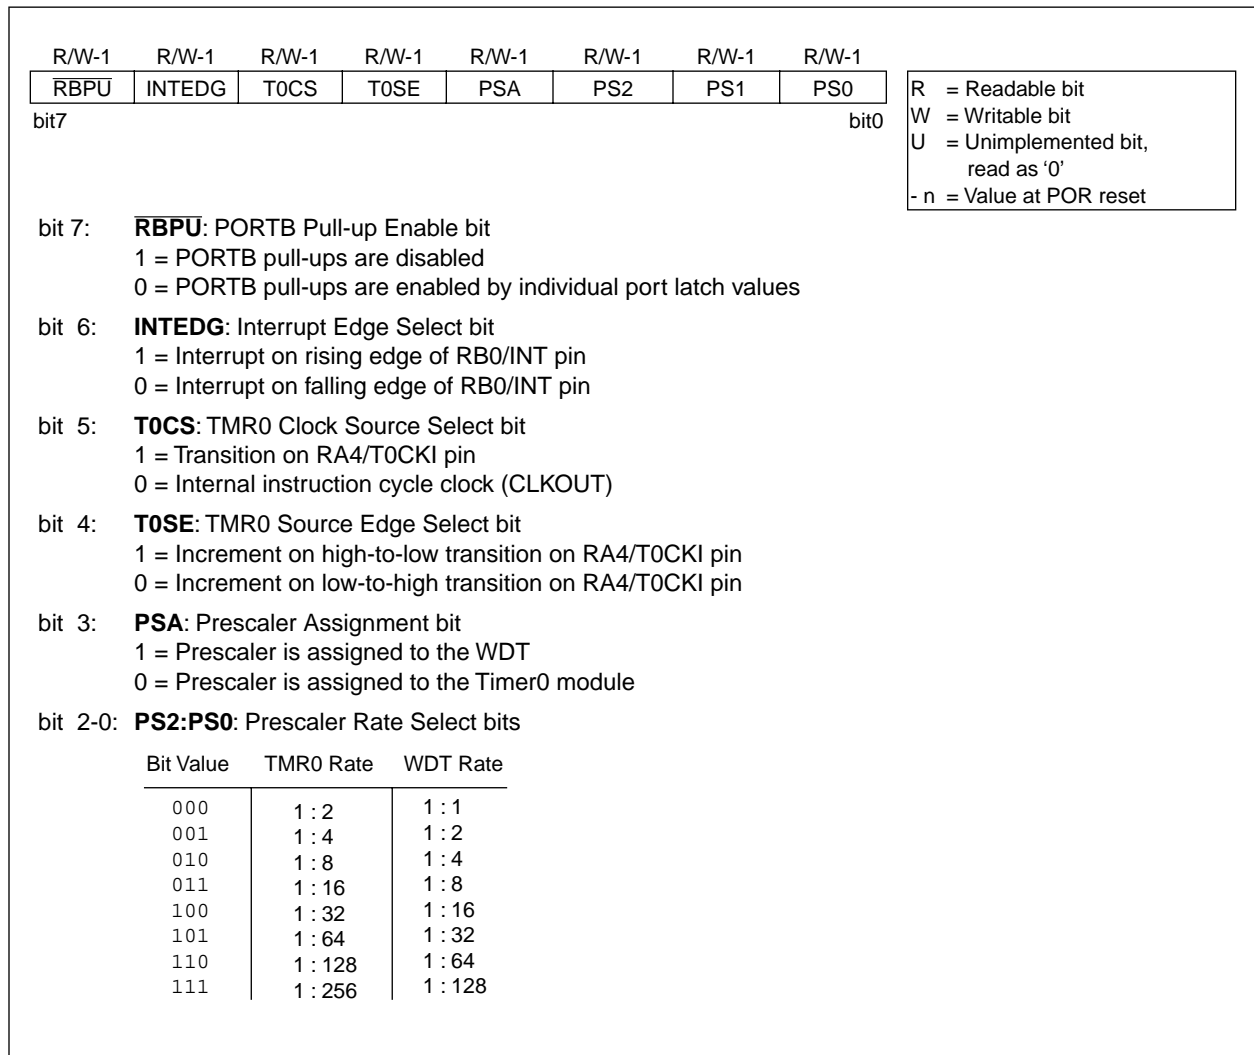 R/W-1 R/W-1 R/W-1 R/W-1 R/W-1 R/W-1 R/W-1 R/W-1
RBPU INTEDG T0CS T0SE PSA PS2 PS1 PS0
bit7 bit0
R = Readable bit
W = Writable bit
U = Unimplemented bit,
read as ‘0’
- n = Value at POR reset
bit 7: RBPU: PORTB Pull-up Enable bit
1 = PORTB pull-ups are disabled
0 = PORTB pull-ups are enabled by individual port latch values
bit 6: INTEDG: Interrupt Edge Select bit
1 = Interrupt on rising edge of RB0/INT pin
0 = Interrupt on falling edge of RB0/INT pin
bit 5: T0CS: TMR0 Clock Source Select bit
1 = Transition on RA4/T0CKI pin
0 = Internal instruction cycle clock (CLKOUT)
bit 4: T0SE: TMR0 Source Edge Select bit
1 = Increment on high-to-low transition on RA4/T0CKI pin
0 = Increment on low-to-high transition on RA4/T0CKI pin
bit 3: PSA: Prescaler Assignment bit
1 = Prescaler is assigned to the WDT
0 = Prescaler is assigned to the Timer0 module
bit 2-0: PS2:PS0: Prescaler Rate Select bits
Bit Value TMR0 Rate WDT Rate
000 1 : 2 1 : 1
001 1 : 4 1 : 2
010 1 : 8 1 : 4
011 1 : 16 1 : 8
100 1 : 32 1 : 16
101 1 : 64 1 : 32
110 1 : 128 1 : 64
111 1 : 256 1 : 128